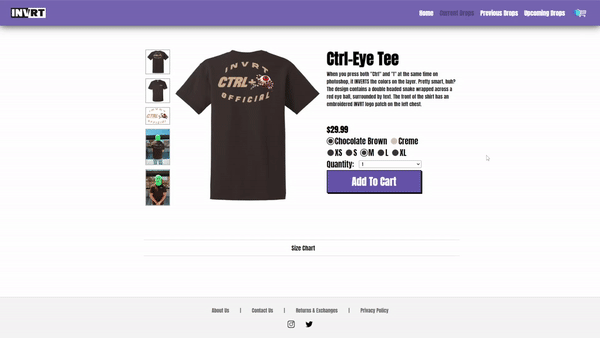 INVRT
Home Current Drops Previous Drops Upcoming Drops
INVRT
CTRL+
OFFICIAL
Ctrl-Eye Tee
When you press both "Ctrl" and "I" at the same time on
photoshop, it INVERTS the colors on the layer. Pretty smart, huh?
The design contains a double headed snake wrapped across a
red eye ball, surrounded by text. The front of the shirt has an
embroidered INVRT logo patch on the left chest.
$29.99
Chocolate Brown Creme
XS S M L XL
Quantity: 1
Add To Cart
Size Chart
About Us | Contact Us | Returns & Exchanges | Privacy Policy